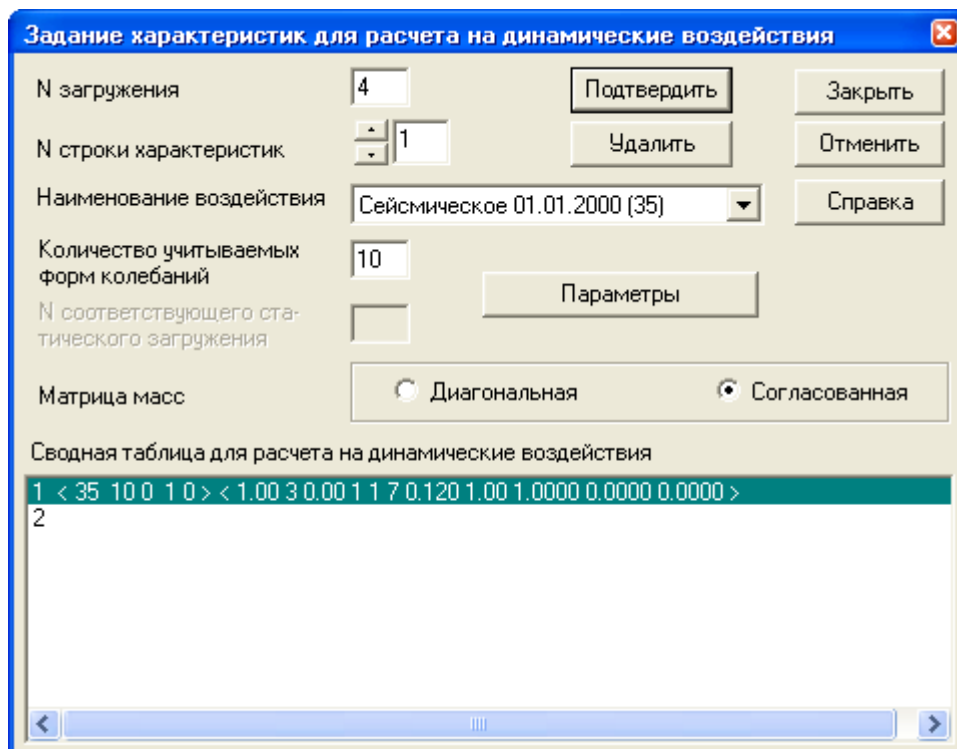 Задание характеристик для расчета на динамические воздействия
N загружения
4
Подтвердить
Закрыть
N строки характеристик
1
Удалить
Отменить
Наименование воздействия
Сейсмическое 01.01.2000 (35)
Справка
Количество учитываемых
форм колебаний
10
Параметры
N соответствующего ста-
тического загружения
Матрица масс
Диагональная
Согласованная
Сводная таблица для расчета на динамические воздействия
1 < 35 10 0 1 0 > < 1.00 3 0.00 1 1 7 0.120 1.00 1.0000 0.0000 0.0000 >
2